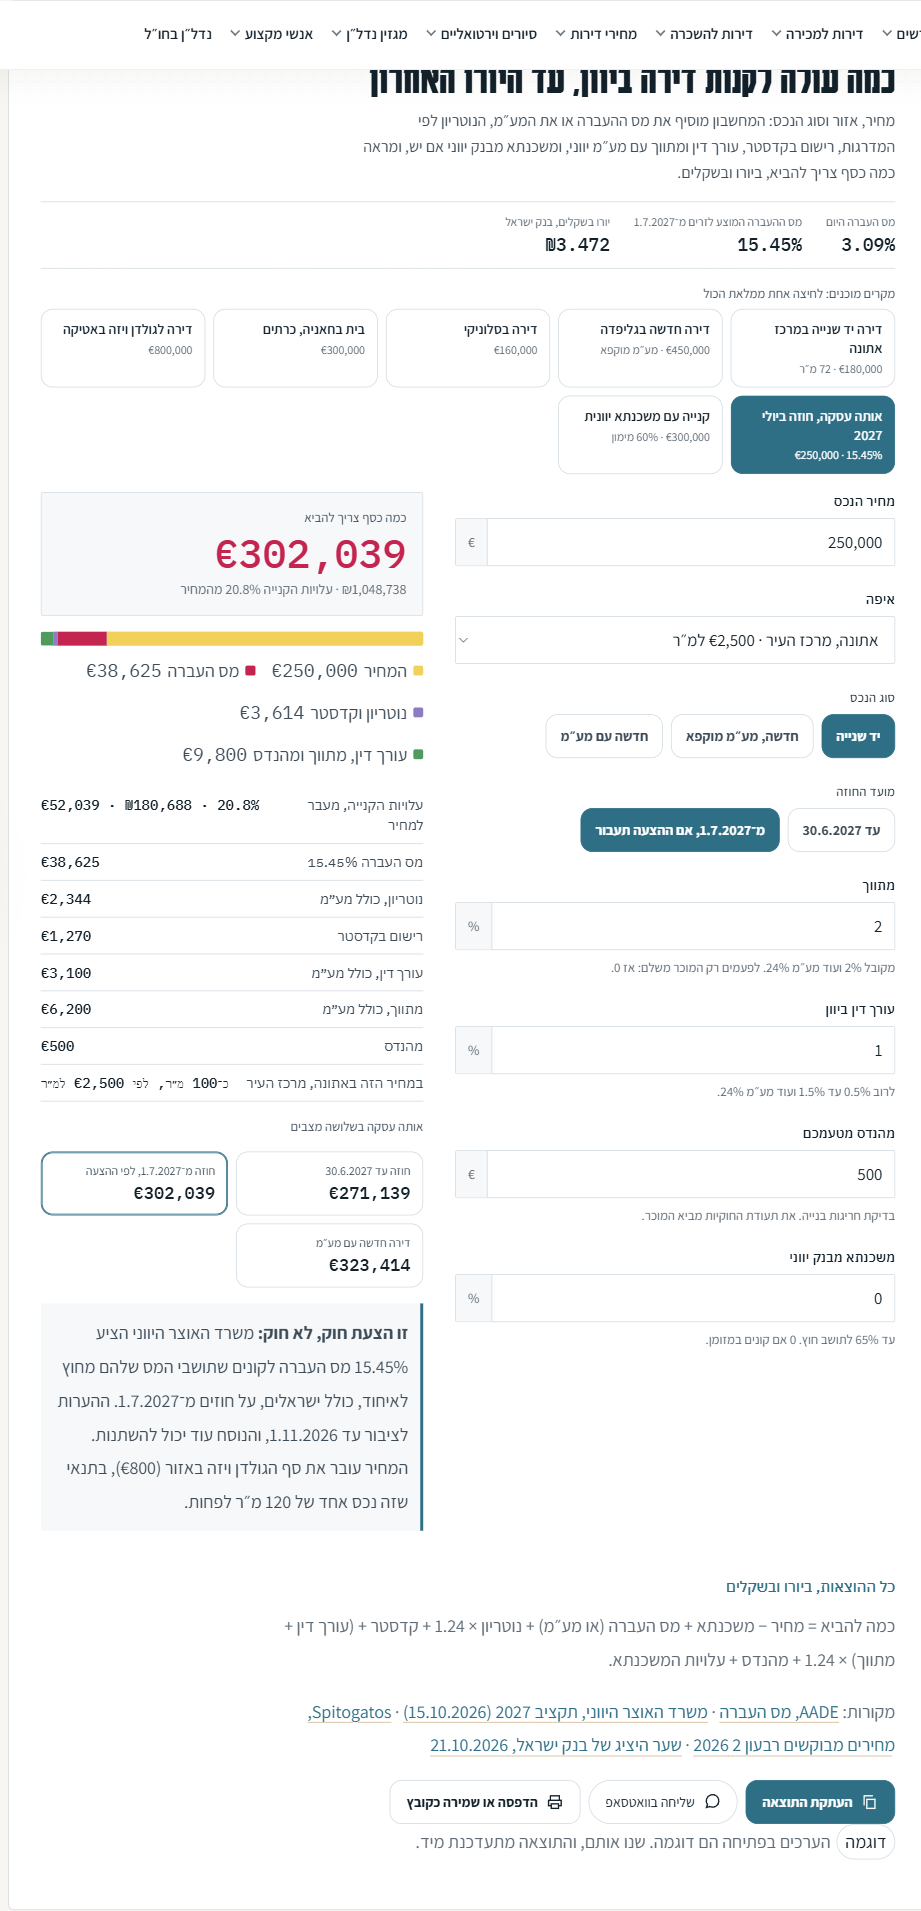 דירות למכירה
דירות להשכרה
מחירי דירות
סיורים וירטואליים
מגזין נדל״ן
אנשי מקצוע
נדל״ן בחו״ל
כמה עולה לקנות דירה ביוון, עד היורו האחרון
מחיר, אזור וסוג הנכס: המחשבון מוסיף את מס ההעברה או את המע״מ, הנוטריון לפי
המדרגות, רישום בקדסטר, עורך דין ומתווך עם מע״מ יווני, ומשכנתא מבנק יווני אם יש, ומראה
כמה כסף צריך להביא, ביורו ובשקלים.
מס העברה היום
3.09%
מס ההעברה המוצע לזרים מ־1.7.2027
15.45%
יורו בשקלים, בנק ישראל
₪3.472
מקרים מוכנים: לחיצה אחת ממלאת הכול
דירה יד שנייה במרכז
אתונה
€180,000 · 72 מ״ר
דירה חדשה בגליפדה
€450,000 · מע״מ מוקפא
דירה בסלוניקי
€160,000
בית בחאניה, כרתים
€300,000
דירה לגולדן ויזה באטיקה
€800,000
אותה עסקה, חוזה ביולי
2027
€250,000 · 15.45%
קנייה עם משכנתא יוונית
€300,000 · 60% מימון
מחיר הנכס
250,000
€
איפה
אתונה, מרכז העיר · €2,500 למ״ר
סוג הנכס
יד שנייה
חדשה, מע״מ מוקפא
חדשה עם מע״מ
מועד החוזה
עד 30.6.2027
מ־1.7.2027, אם ההצעה תעבור
מתווך
2
%
מקובל 2% ועוד מע״מ 24%. לפעמים רק המוכר משלם: אז 0.
עורך דין ביוון
1
%
לרוב 0.5% עד 1.5% ועוד מע״מ 24%.
מהנדס מטעמכם
500
€
בדיקת חריגות בנייה. את תעודת החוקיות מביא המוכר.
משכנתא מבנק יווני
0
%
עד 65% לתושב חוץ. 0 אם קונים במזומן.
כמה כסף צריך להביא
€302,039
₪1,048,738 · עלויות הקנייה 20.8% מהמחיר
המחיר €250,000
מס העברה €38,625
נוטריון וקדסטר €3,614
עורך דין, מתווך ומהנדס €9,800
עלויות הקנייה, מעבר
למחיר
€52,039 · ₪180,688 · 20.8%
מס העברה 15.45%
€38,625
נוטריון, כולל מע״מ
€2,344
רישום בקדסטר
€1,270
עורך דין, כולל מע״מ
€3,100
מתווך, כולל מע״מ
€6,200
מהנדס
€500
במחיר הזה באתונה, מרכז העיר
כ־100 מ״ר, לפי €2,500 למ״ר
אותה עסקה בשלושה מצבים
חוזה עד 30.6.2027
€271,139
חוזה מ־1.7.2027, לפי ההצעה
€302,039
דירה חדשה עם מע״מ
€323,414
זו הצעת חוק, לא חוק: משרד האוצר היווני הציע
15.45% מס העברה לקונים שתושבי המס שלהם מחוץ
לאיחוד, כולל ישראלים, על חוזים מ־1.7.2027. ההערות
לציבור עד 1.11.2026, והנוסח עוד יכול להשתנות.
המחיר עובר את סף הגולדן ויזה באזור (€800), בתנאי
שזה נכס אחד של 120 מ״ר לפחות.
כל ההוצאות, ביורו ובשקלים
כמה להביא = מחיר − משכנתא + מס העברה (או מע״מ) + נוטריון × 1.24 + קדסטר + (עורך דין +
מתווך) × 1.24 + מהנדס + עלויות המשכנתא.
מקורות: AADE, מס העברה · משרד האוצר היווני, תקציב 2027 (15.10.2026) · Spitogatos,
מחירים מבוקשים רבעון 2 2026 · שער היציג של בנק ישראל, 21.10.2026
העתקת התוצאה
שליחה בוואטסאפ
הדפסה או שמירה כקובץ
דוגמה הערכים בפתיחה הם דוגמה. שנו אותם, והתוצאה מתעדכנת מיד.